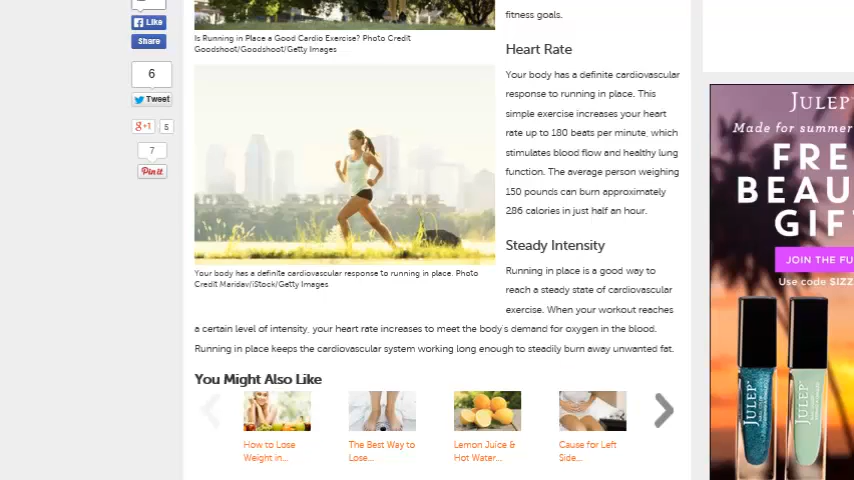 Like
Share
6
Tweet
g+1
5
7
Pin it
Is Running in Place a Good Cardio Exercise? Photo Credit
Goodshoot/Goodshoot/Getty Images
Your body has a definite cardiovascular response to running in place. Photo
Credit Maridav/iStock/Getty Images
fitness goals.
Heart Rate
Your body has a definite cardiovascular
response to running in place. This
simple exercise increases your heart
rate up to 180 beats per minute, which
stimulates blood flow and healthy lung
function. The average person weighing
150 pounds can burn approximately
286 calories in just half an hour.
Steady Intensity
Running in place is a good way to
reach a steady state of cardiovascular
exercise. When your workout reaches
a certain level of intensity, your heart rate increases to meet the body's demand for oxygen in the blood.
Running in place keeps the cardiovascular system working long enough to steadily burn away unwanted fat.
You Might Also Like
How to Lose
Weight in...
The Best Way to
Lose...
Lemon Juice &
Hot Water...
Cause for Left
Side...
JULEP
Made for summer
FRE
BEAU
GIF
JOIN THE FU
Use code SIZZ
JULEP
JULEP